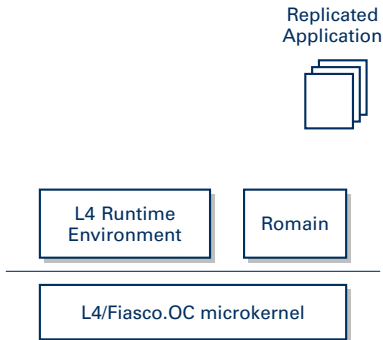 Replicated
Application
L4 Runtime
Environment
Romain
L4/Fiasco.OC microkernel